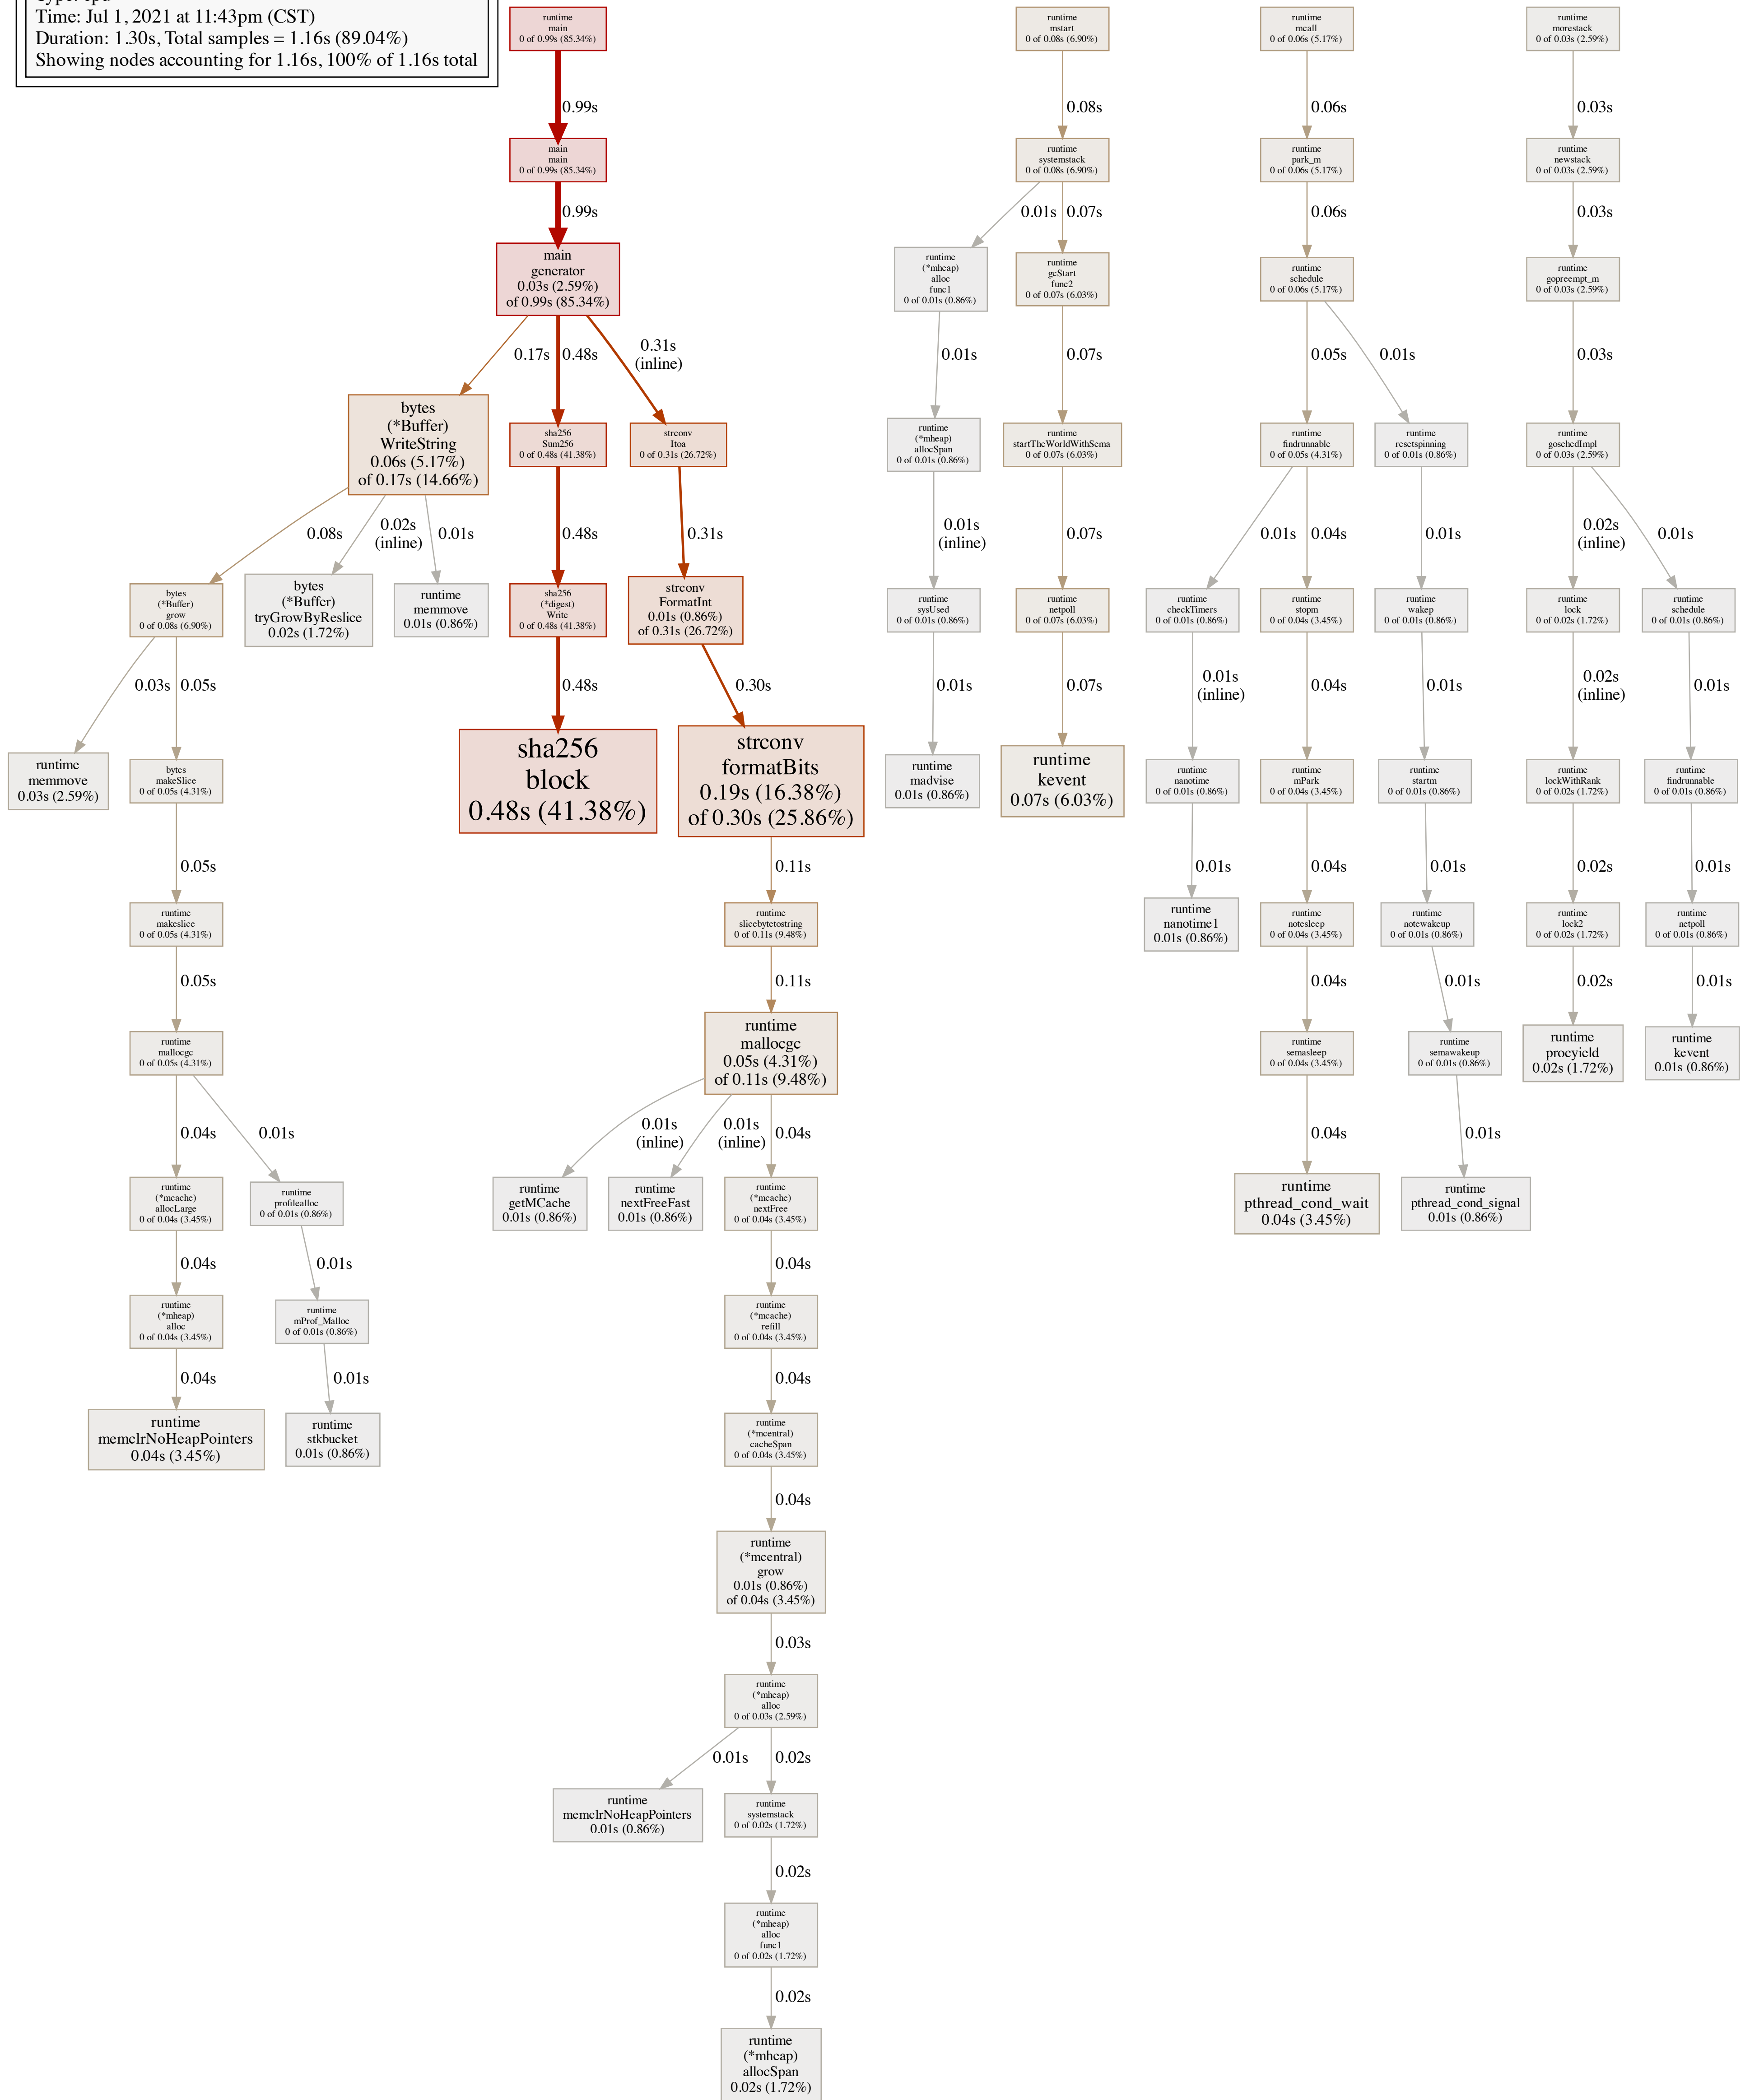 Type: cpu
Time: Jul 1, 2021 at 11:43pm (CST)
Duration: 1.30s, Total samples = 1.16s (89.04%)
Showing nodes accounting for 1.16s, 100% of 1.16s total
runtime
main
0 of 0.99s (85.34%)
0.99s
main
main
0 of 0.99s (85.34%)
0.99s
main
generator
0.03s (2.59%)
of 0.99s (85.34%)
0.17s
0.48s
0.31s
(inline)
bytes
(*Buffer)
WriteString
0.06s (5.17%)
of 0.17s (14.66%)
sha256
Sum256
0 of 0.48s (41.38%)
strconv
Itoa
0 of 0.31s (26.72%)
0.08s
0.02s
(inline)
0.01s
0.48s
0.31s
bytes
(*Buffer)
grow
0 of 0.08s (6.90%)
bytes
(*Buffer)
tryGrowByReslice
0.02s (1.72%)
runtime
memmove
0.01s (0.86%)
sha256
(*digest)
Write
0 of 0.48s (41.38%)
strconv
FormatInt
0.01s (0.86%)
of 0.31s (26.72%)
0.03s
0.05s
0.48s
0.30s
runtime
memmove
0.03s (2.59%)
bytes
makeSlice
0 of 0.05s (4.31%)
sha256
block
0.48s (41.38%)
strconv
formatBits
0.19s (16.38%)
of 0.30s (25.86%)
0.05s
0.11s
runtime
makeslice
0 of 0.05s (4.31%)
runtime
slicebytetostring
0 of 0.11s (9.48%)
0.05s
0.11s
runtime
mallocgc
0 of 0.05s (4.31%)
runtime
mallocgc
0.05s (4.31%)
of 0.11s (9.48%)
0.04s
0.01s
0.01s
(inline)
0.01s
(inline)
0.04s
runtime
(*mcache)
allocLarge
0 of 0.04s (3.45%)
runtime
profilealloc
0 of 0.01s (0.86%)
runtime
getMCache
0.01s (0.86%)
runtime
nextFreeFast
0.01s (0.86%)
runtime
(*mcache)
nextFree
0 of 0.04s (3.45%)
0.04s
0.01s
0.04s
runtime
(*mheap)
alloc
0 of 0.04s (3.45%)
runtime
mProf_Malloc
0 of 0.01s (0.86%)
runtime
(*mcache)
refill
0 of 0.04s (3.45%)
0.04s
0.01s
0.04s
runtime
memclrNoHeapPointers
0.04s (3.45%)
runtime
stkbucket
0.01s (0.86%)
runtime
(*mcentral)
cacheSpan
0 of 0.04s (3.45%)
0.04s
runtime
(*mcentral)
grow
0.01s (0.86%)
of 0.04s (3.45%)
0.03s
runtime
(*mheap)
alloc
0 of 0.03s (2.59%)
0.01s
0.02s
runtime
memclrNoHeapPointers
0.01s (0.86%)
runtime
systemstack
0 of 0.02s (1.72%)
0.02s
runtime
(*mheap)
alloc
func1
0 of 0.02s (1.72%)
0.02s
runtime
(*mheap)
allocSpan
0.02s (1.72%)
runtime
mstart
0 of 0.08s (6.90%)
0.08s
runtime
systemstack
0 of 0.08s (6.90%)
0.01s
0.07s
runtime
(*mheap)
alloc
func1
0 of 0.01s (0.86%)
runtime
gcStart
func2
0 of 0.07s (6.03%)
0.01s
0.07s
runtime
(*mheap)
allocSpan
0 of 0.01s (0.86%)
runtime
startTheWorldWithSema
0 of 0.07s (6.03%)
0.01s
(inline)
0.07s
runtime
sysUsed
0 of 0.01s (0.86%)
runtime
netpoll
0 of 0.07s (6.03%)
0.01s
0.07s
runtime
madvise
0.01s (0.86%)
runtime
kevent
0.07s (6.03%)
runtime
mcall
0 of 0.06s (5.17%)
0.06s
runtime
park_m
0 of 0.06s (5.17%)
0.06s
runtime
schedule
0 of 0.06s (5.17%)
0.05s
0.01s
runtime
findrunnable
0 of 0.05s (4.31%)
runtime
resetspinning
0 of 0.01s (0.86%)
0.01s
0.04s
0.01s
runtime
checkTimers
0 of 0.01s (0.86%)
runtime
stopm
0 of 0.04s (3.45%)
runtime
wakep
0 of 0.01s (0.86%)
0.01s
(inline)
0.04s
0.01s
runtime
nanotime
0 of 0.01s (0.86%)
runtime
mPark
0 of 0.04s (3.45%)
runtime
startm
0 of 0.01s (0.86%)
0.01s
0.04s
0.01s
runtime
nanotime1
0.01s (0.86%)
runtime
notesleep
0 of 0.04s (3.45%)
runtime
notewakeup
0 of 0.01s (0.86%)
0.04s
0.01s
runtime
semasleep
0 of 0.04s (3.45%)
runtime
semawakeup
0 of 0.01s (0.86%)
0.04s
0.01s
runtime
pthread_cond_wait
0.04s (3.45%)
runtime
pthread_cond_signal
0.01s (0.86%)
runtime
morestack
0 of 0.03s (2.59%)
0.03s
runtime
newstack
0 of 0.03s (2.59%)
0.03s
runtime
gopreempt_m
0 of 0.03s (2.59%)
0.03s
runtime
goschedImpl
0 of 0.03s (2.59%)
0.02s
(inline)
0.01s
runtime
lock
0 of 0.02s (1.72%)
runtime
schedule
0 of 0.01s (0.86%)
0.02s
(inline)
0.01s
runtime
lockWithRank
0 of 0.02s (1.72%)
runtime
findrunnable
0 of 0.01s (0.86%)
0.02s
0.01s
runtime
lock2
0 of 0.02s (1.72%)
runtime
netpoll
0 of 0.01s (0.86%)
0.02s
0.01s
runtime
procyield
0.02s (1.72%)
runtime
kevent
0.01s (0.86%)